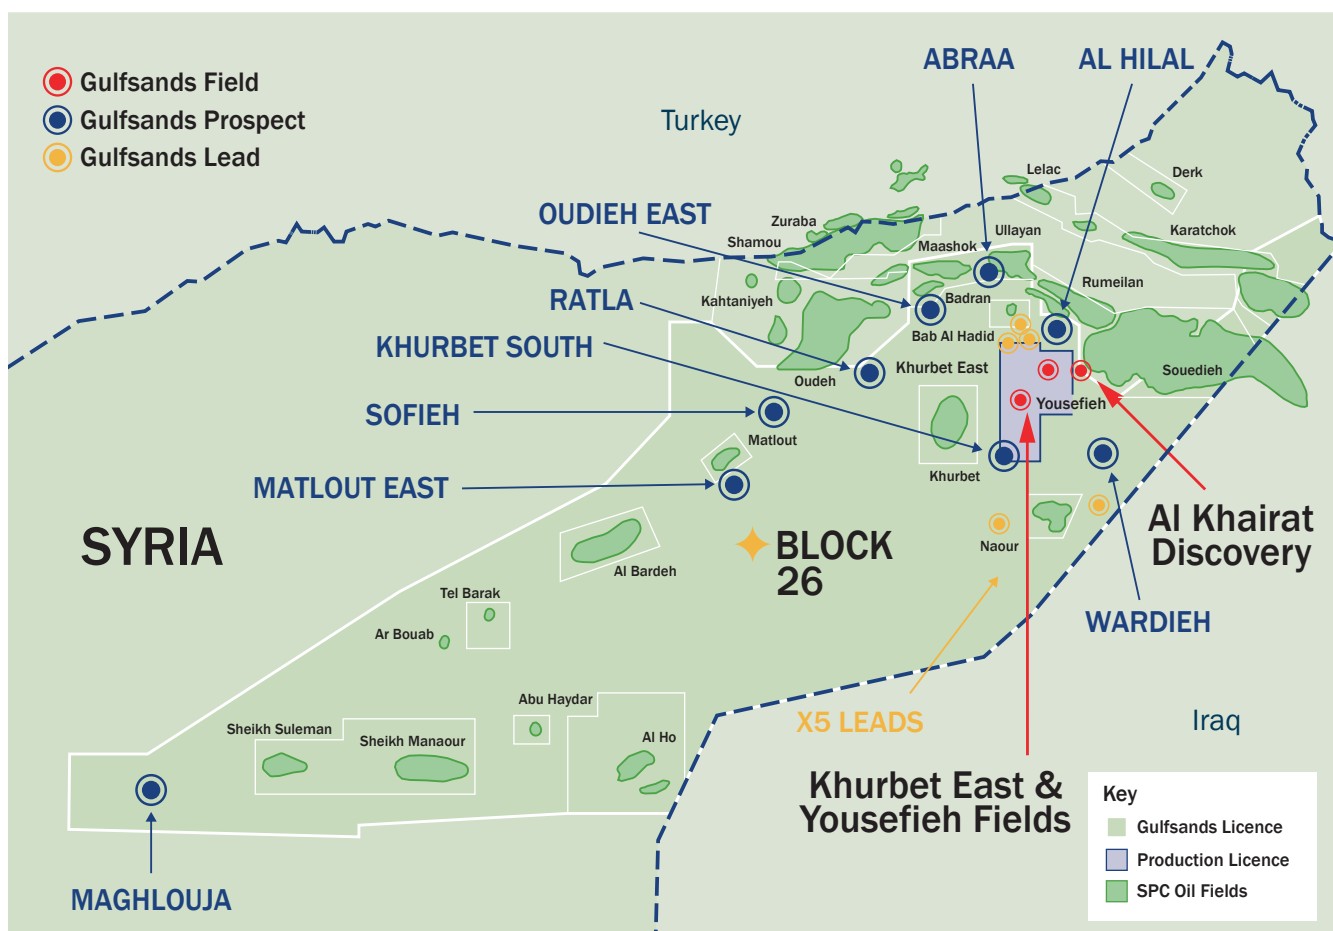 Gulfsands Field
Gulfsands Prospect
Gulfsands Lead
Turkey
ABRAA
AL HILAL
Lelac
Derk
OUDIEH EAST
Zuraba
Shamou
Ullayan
Maashok
Karatchok
RATLA
Kahtaniyeh
Badran
Rumeilan
KHURBET SOUTH
Bab Al Hadid
Oudeh
Khurbet East
Souedieh
SOFIEH
Yousefieh
Matlout
MATLOUT EAST
Khurbet
SYRIA
BLOCK
26
Naour
Al Khairat
Discovery
Al Bardeh
Tel Barak
Ar Bouab
WARDIEH
Abu Haydar
X5 LEADS
Iraq
Sheikh Suleman
Sheikh Manaour
Al Ho
Khurbet East &
Yousefieh Fields
MAGHLOUJA
Key
Gulfsands Licence
Production Licence
SPC Oil Fields